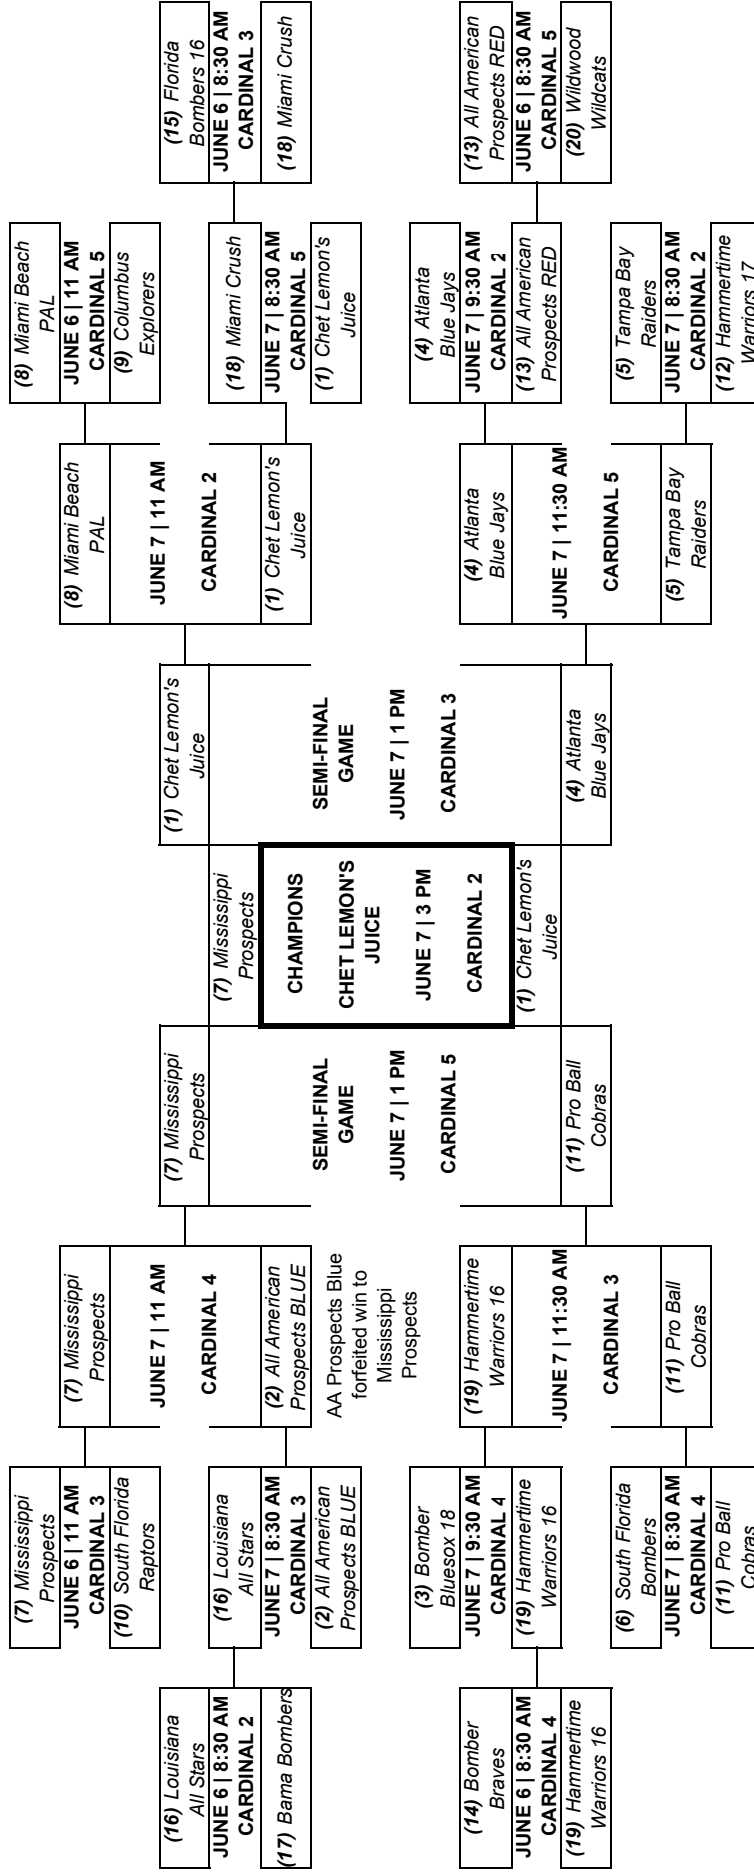 (16) Louisiana
All Stars
JUNE 6 | 8:30 AM
CARDINAL 2
(17) Bama Bombers
(14) Bomber
Braves
JUNE 6 | 8:30 AM
CARDINAL 4
(19) Hammertime
Warriors 16
(7) Mississippi
Prospects
JUNE 6 | 11 AM
CARDINAL 3
(10) South Florida
Raptors
(16) Louisiana
All Stars
JUNE 7 | 8:30 AM
CARDINAL 3
(2) All American
Prospects BLUE
(3) Bomber
Bluesox 18
JUNE 7 | 9:30 AM
CARDINAL 4
(19) Hammertime
Warriors 16
(6) South Florida
Bombers
JUNE 7 | 8:30 AM
CARDINAL 4
(11) Pro Ball
Cobras
(7) Mississippi
Prospects
JUNE 7 | 11 AM
CARDINAL 4
(2) All American
Prospects BLUE
AA Prospects Blue
forfeited win to
Mississippi
Prospects
(19) Hammertime
Warriors 16
JUNE 7 | 11:30 AM
CARDINAL 3
(11) Pro Ball
Cobras
(7) Mississippi
Prospects
SEMI-FINAL
GAME
JUNE 7 | 1 PM
CARDINAL 5
(11) Pro Ball
Cobras
(7) Mississippi
Prospects
CHAMPIONS
CHET LEMON'S
JUICE
JUNE 7 | 3 PM
CARDINAL 2
(1) Chet Lemon's
Juice
(1) Chet Lemon's
Juice
SEMI-FINAL
GAME
JUNE 7 | 1 PM
CARDINAL 3
(4) Atlanta
Blue Jays
(8) Miami Beach
PAL
JUNE 7 | 11 AM
CARDINAL 2
(1) Chet Lemon's
Juice
(4) Atlanta
Blue Jays
JUNE 7 | 11:30 AM
CARDINAL 5
(5) Tampa Bay
Raiders
(8) Miami Beach
PAL
JUNE 6 | 11 AM
CARDINAL 5
(9) Columbus
Explorers
(18) Miami Crush
JUNE 7 | 8:30 AM
CARDINAL 5
(1) Chet Lemon's
Juice
(4) Atlanta
Blue Jays
JUNE 7 | 9:30 AM
CARDINAL 2
(13) All American
Prospects RED
(5) Tampa Bay
Raiders
JUNE 7 | 8:30 AM
CARDINAL 2
(12) Hammertime
Warriors 17
(15) Florida
Bombers 16
JUNE 6 | 8:30 AM
CARDINAL 3
(18) Miami Crush
(13) All American
Prospects RED
JUNE 6 | 8:30 AM
CARDINAL 5
(20) Wildwood
Wildcats